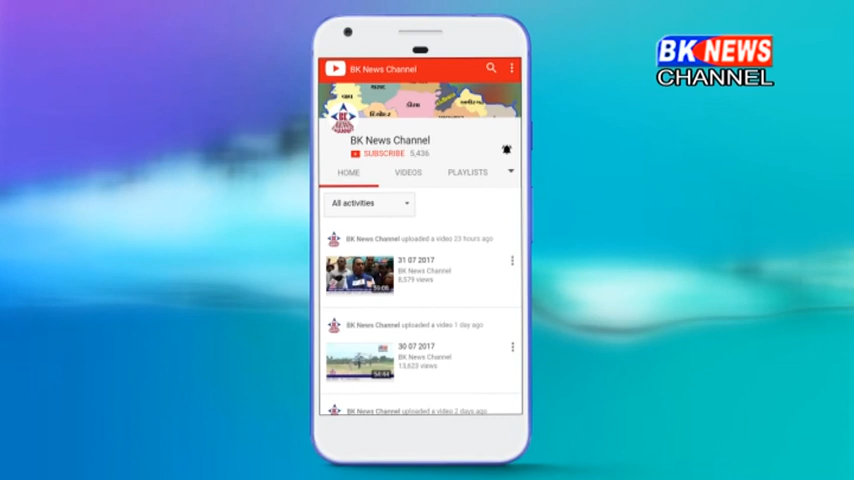 BK NEWS
CHANNEL
BK News Channel
BK News Channel
SUBSCRIBE 5,436
HOME VIDEOS PLAYLISTS
All activities
BK News Channel uploaded a video 23 hours ago
31 07 2017
BK News Channel
8,579 views
BK News Channel uploaded a video 1 day ago
30 07 2017
BK News Channel
13,623 views
BK News Channel uploaded a video 2 days ago